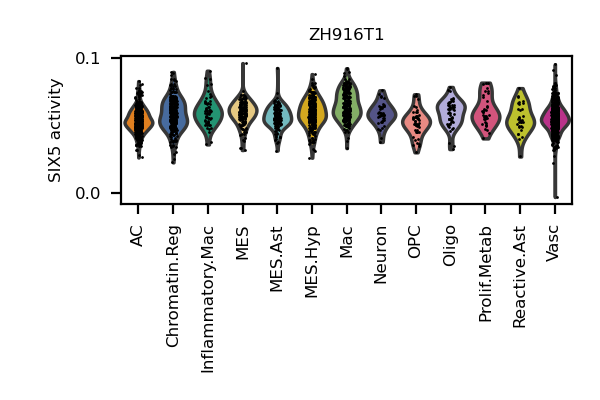 ZH916T1
SIX5 activity
0.1
0.0
AC
Chromatin.Reg
Inflammatory.Mac
MES
MES.Ast
MES.Hyp
Mac
Neuron
OPC
Oligo
Prolif.Metab
Reactive.Ast
Vasc